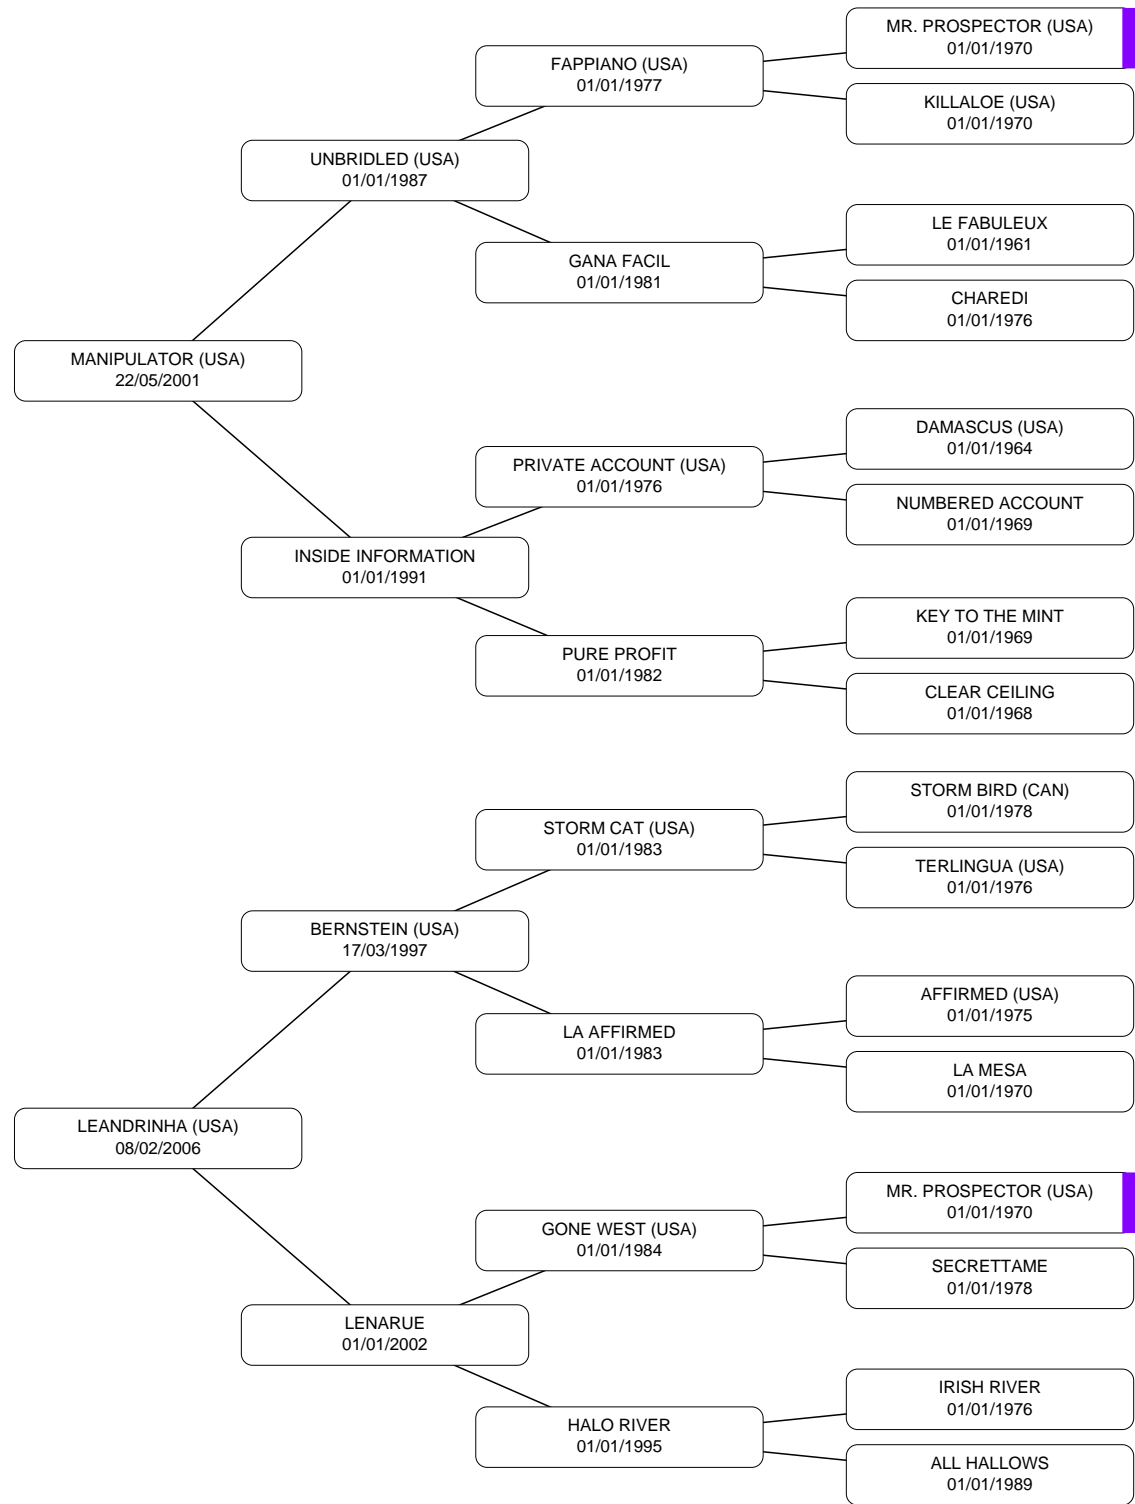 MR. PROSPECTOR (USA)
01/01/1970
FAPPIANO (USA)
01/01/1977
KILLALOE (USA)
01/01/1970
UNBRIDLED (USA)
01/01/1987
LE FABULEUX
01/01/1961
GANA FACIL
01/01/1981
CHAREDI
01/01/1976
MANIPULATOR (USA)
22/05/2001
DAMASCUS (USA)
01/01/1964
PRIVATE ACCOUNT (USA)
01/01/1976
NUMBERED ACCOUNT
01/01/1969
INSIDE INFORMATION
01/01/1991
KEY TO THE MINT
01/01/1969
PURE PROFIT
01/01/1982
CLEAR CEILING
01/01/1968
STORM BIRD (CAN)
01/01/1978
STORM CAT (USA)
01/01/1983
TERLINGUA (USA)
01/01/1976
BERNSTEIN (USA)
17/03/1997
AFFIRMED (USA)
01/01/1975
LA AFFIRMED
01/01/1983
LA MESA
01/01/1970
LEANDRINHA (USA)
08/02/2006
MR. PROSPECTOR (USA)
01/01/1970
GONE WEST (USA)
01/01/1984
SECRETTAME
01/01/1978
LENARUE
01/01/2002
IRISH RIVER
01/01/1976
HALO RIVER
01/01/1995
ALL HALLOWS
01/01/1989